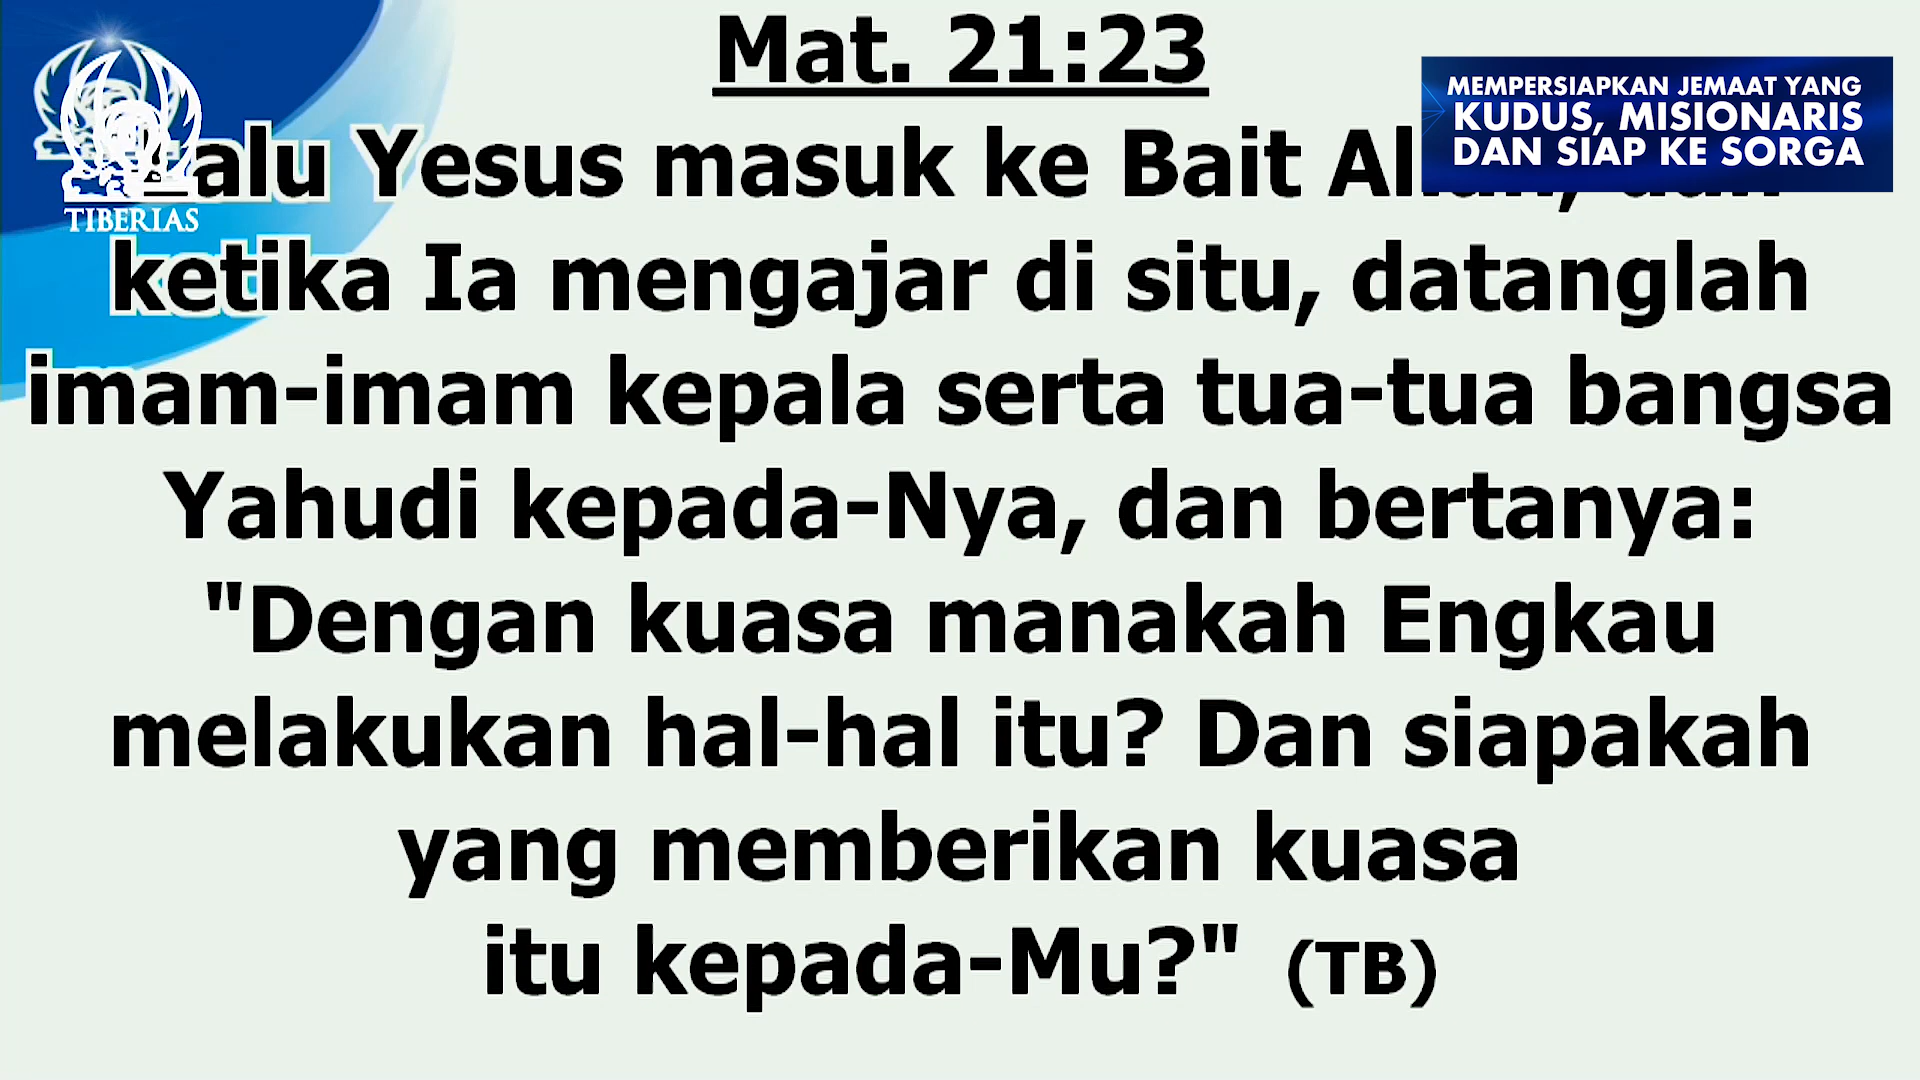 Mat. 21:23
MEMPERSIAPKAN JEMAAT YANG
KUDUS, MISIONARIS
DAN SIAP KE SORGA
TIBERIAS
Yesus masuk ke Bait
ketika Ia mengajar di situ, datanglah
imam-imam kepala serta tua-tua bangsa
Yahudi kepada-Nya, dan bertanya:
"Dengan kuasa manakah Engkau
melakukan hal-hal itu? Dan siapakah
yang memberikan kuasa
itu kepada-Mu?" (TB)